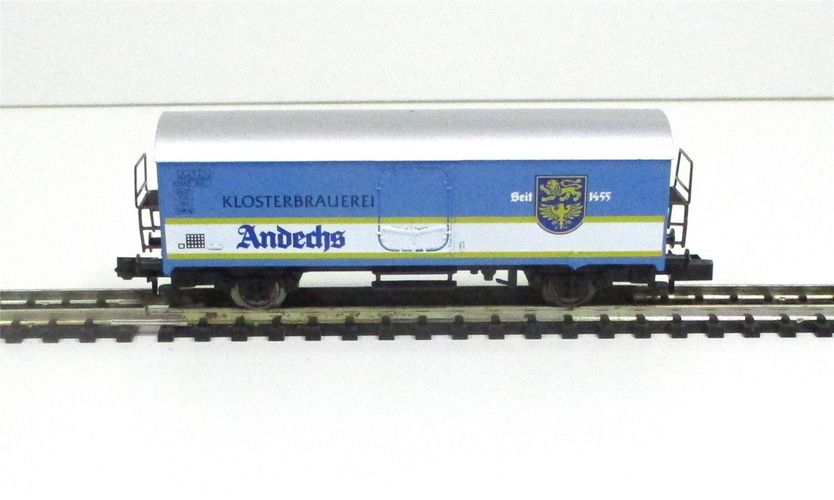 KLOSTERBRAUEREI
Andechs
Seit 1455